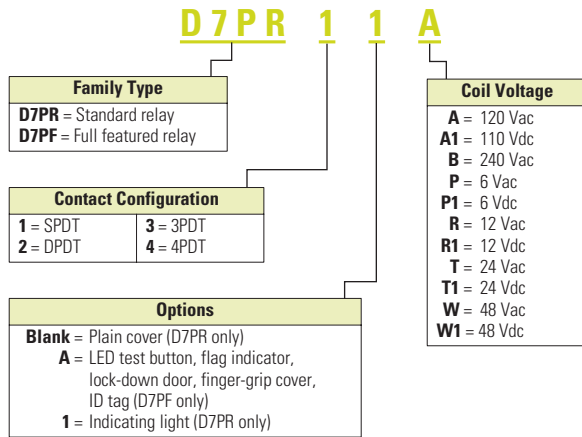 D7PR 1 1 A
Family Type
D7PR = Standard relay
D7PF = Full featured relay
Contact Configuration
1 = SPDT
2 = DPDT
3 = 3PDT
4 = 4PDT
Options
Blank = Plain cover (D7PR only)
A = LED test button, flag indicator,
lock-down door, finger-grip cover,
ID tag (D7PF only)
1 = Indicating light (D7PR only)
Coil Voltage
A = 120 Vac
A1 = 110 Vdc
B = 240 Vac
P = 6 Vac
P1 = 6 Vdc
R = 12 Vac
R1 = 12 Vdc
T = 24 Vac
T1 = 24 Vdc
W = 48 Vac
W1 = 48 Vdc